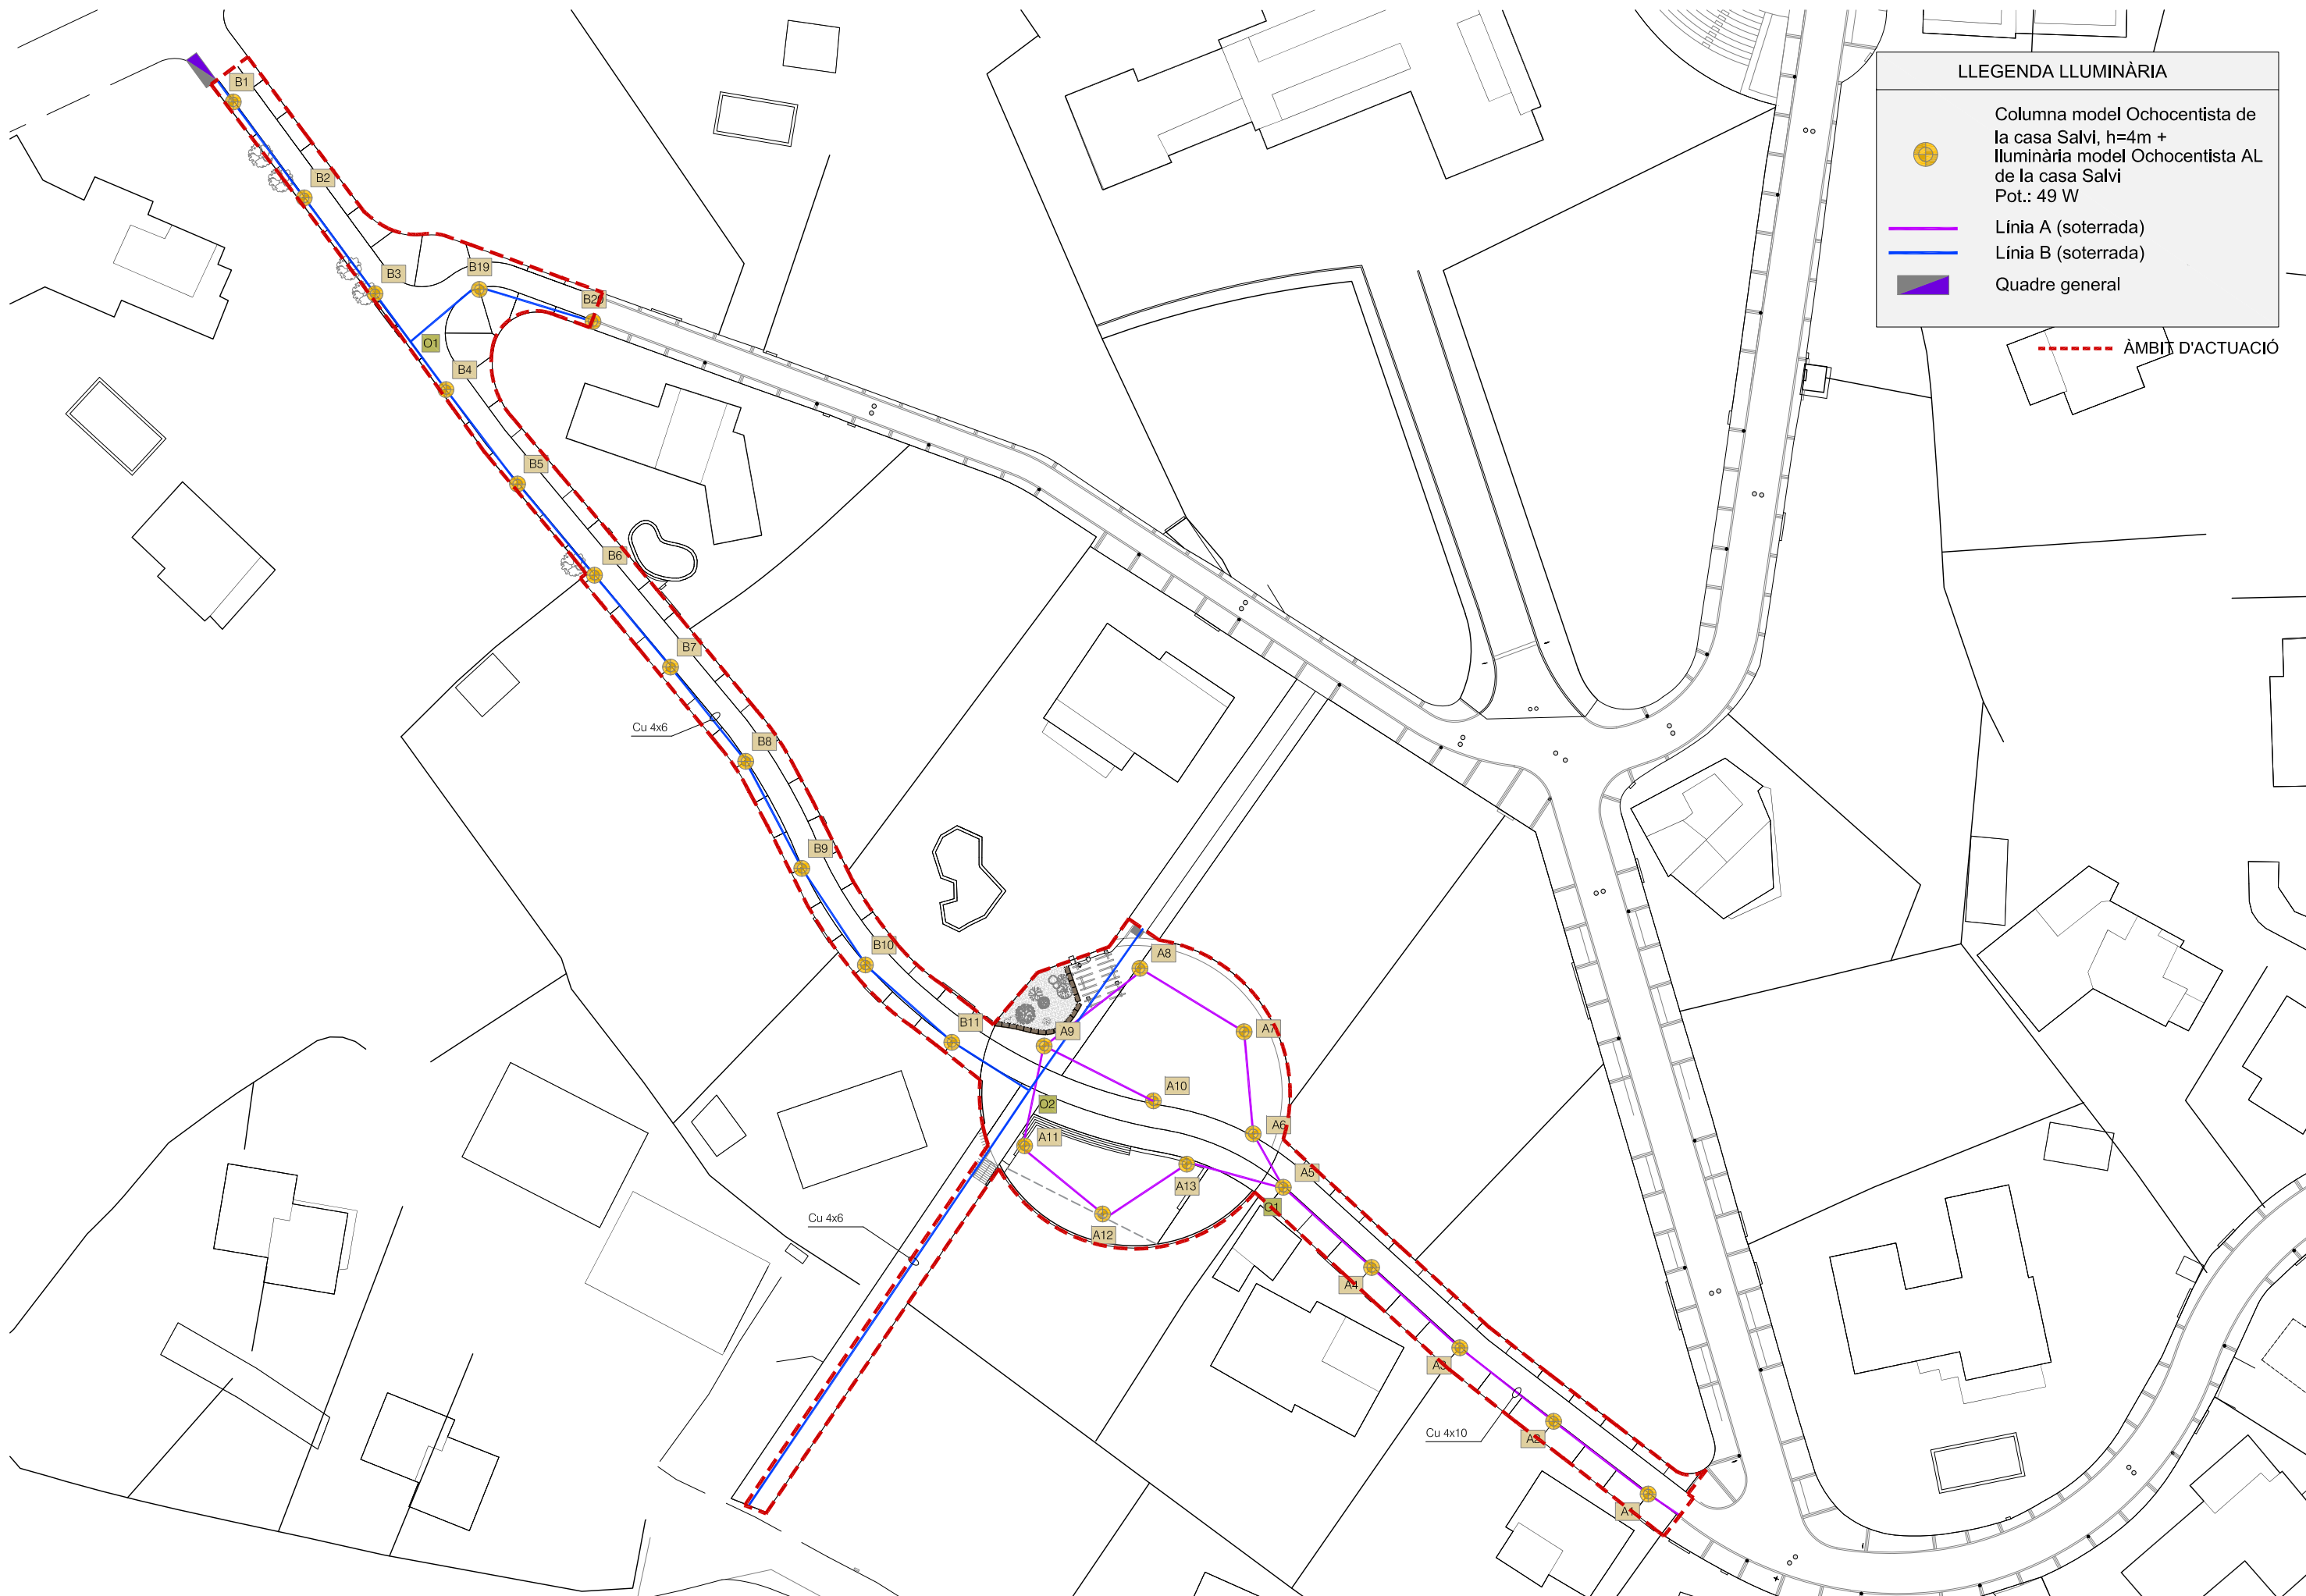 LLEGENDA LLUMINÀRIA
Columna model Ochocentista de
la casa Salvi, h=4m +
lluminària model Ochocentista AL
de la casa Salvi
Pot.: 49 W
Línia A (soterrada)
Línia B (soterrada)
Quadre general
ÀMBIT D'ACTUACIÓ
B1
B2
B3
B19
B20
O1
B4
B5
B6
B7
Cu 4x6
B8
B9
B10
A8
B11
A9
A7
A10
O2
A6
A11
A5
A13
O1
Cu 4x6
A12
A4
A3
Cu 4x10
A2
A1